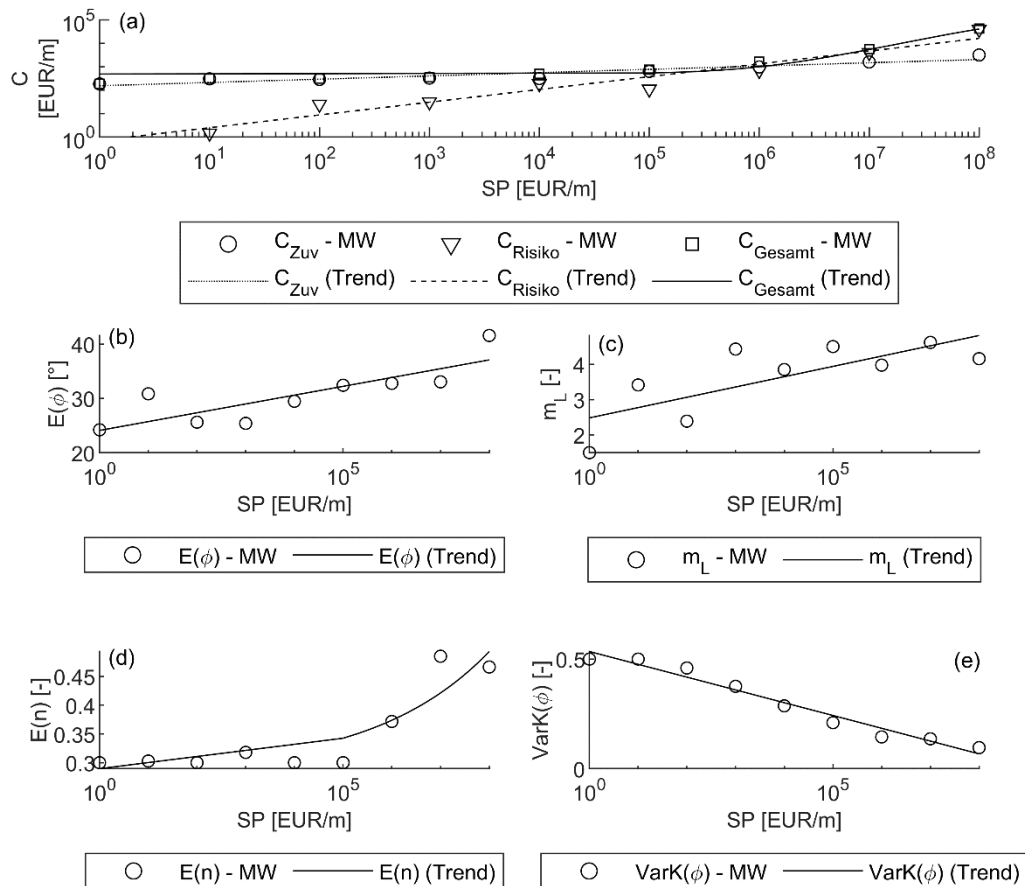 (a)
10^5
10^0
C
[EUR/m]
10^0 10^1 10^2 10^3 10^4 10^5 10^6 10^7 10^8
SP [EUR/m]
C_Zuv - MW C_Risiko - MW C_Gesamt - MW
C_Zuv (Trend) C_Risiko (Trend) C_Gesamt (Trend)
(b)
40
30
20
E(ϕ) [°]
10^0 10^5
SP [EUR/m]
E(ϕ) - MW E(ϕ) (Trend)
(c)
4
3
2
m_L [-]
10^0 10^5
SP [EUR/m]
m_L - MW m_L (Trend)
(d)
0.45
0.4
0.35
0.3
E(n) [-]
10^0 10^5
SP [EUR/m]
E(n) - MW E(n) (Trend)
(e)
0.5
0
VarK(ϕ) [-]
10^0 10^5
SP [EUR/m]
VarK(ϕ) - MW VarK(ϕ) (Trend)